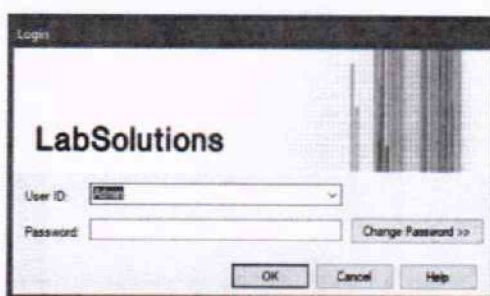 Login
LabSolutions
User ID: Admin
Password: Change Password >>
OK Cancel Help